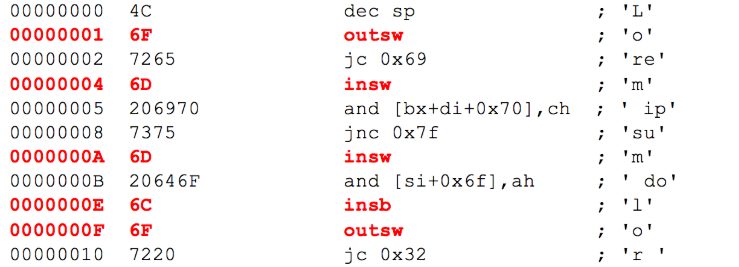 00000000 4C dec sp ; 'L'
00000001 6F outsw ; 'o'
00000002 7265 jc 0x69 ; 're'
00000004 6D insw ; 'm'
00000005 206970 and [bx+di+0x70],ch ; ' ip'
00000008 7375 jnc 0x7f ; 'su'
0000000A 6D insw ; 'm'
0000000B 20646F and [si+0x6f],ah ; ' do'
0000000E 6C insb ; 'l'
0000000F 6F outsw ; 'o'
00000010 7220 jc 0x32 ; 'r '